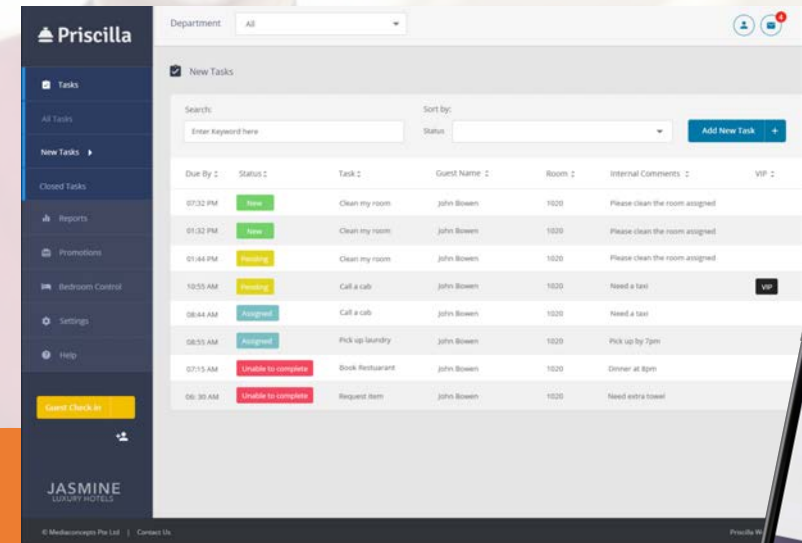 Priscilla
Department All
4
New Tasks
Tasks
All Tasks
New Tasks
Closed Tasks
Reports
Promotions
Bedroom Control
Settings
Help
Guest Check-in
JASMINE
LUXURY HOTELS
Search: Sort by:
Enter Keyword here Status Add New Task +
Due By Status Task Guest Name Room Internal Comments VIP
07:32 PM New Clean my room John Bowen 1020 Please clean the room assigned
01:32 PM New Clean my room John Bowen 1020 Please clean the room assigned
01:44 PM Pending Clean my room John Bowen 1020 Please clean the room assigned
10:55 AM Pending Call a cab John Bowen 1020 Need a taxi VIP
08:44 AM Assigned Call a cab John Bowen 1020 Need a taxi
08:55 AM Assigned Pick up laundry John Bowen 1020 Pick up by 7pm
07:15 AM Unable to complete Book Restuarant John Bowen 1020 Dinner at 8pm
06: 30 AM Unable to complete Request item John Bowen 1020 Need extra towel
© Mediaconcepts Pte Ltd | Contact Us Priscilla